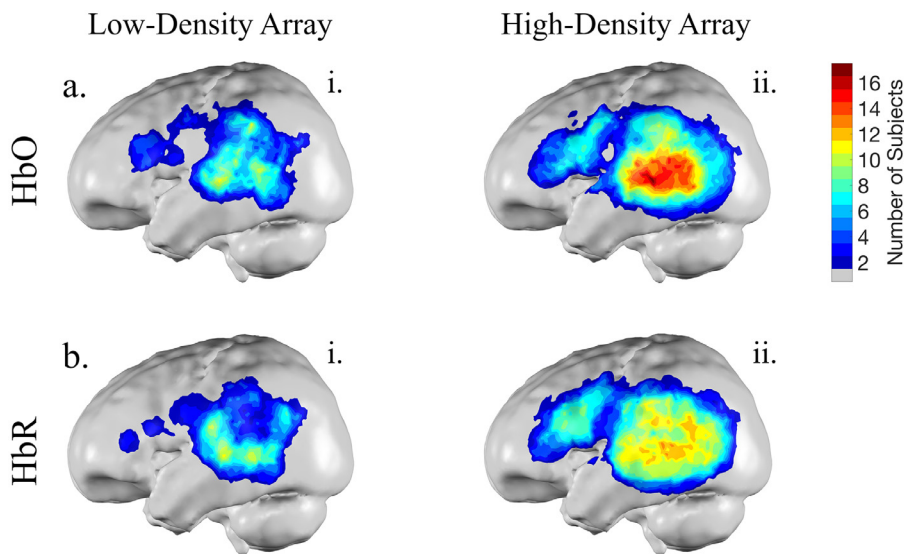 Low-Density Array
High-Density Array
a.
i.
ii.
HbO
16
14
12
10
8
6
4
2
Number of Subjects
b.
i.
ii.
HbR